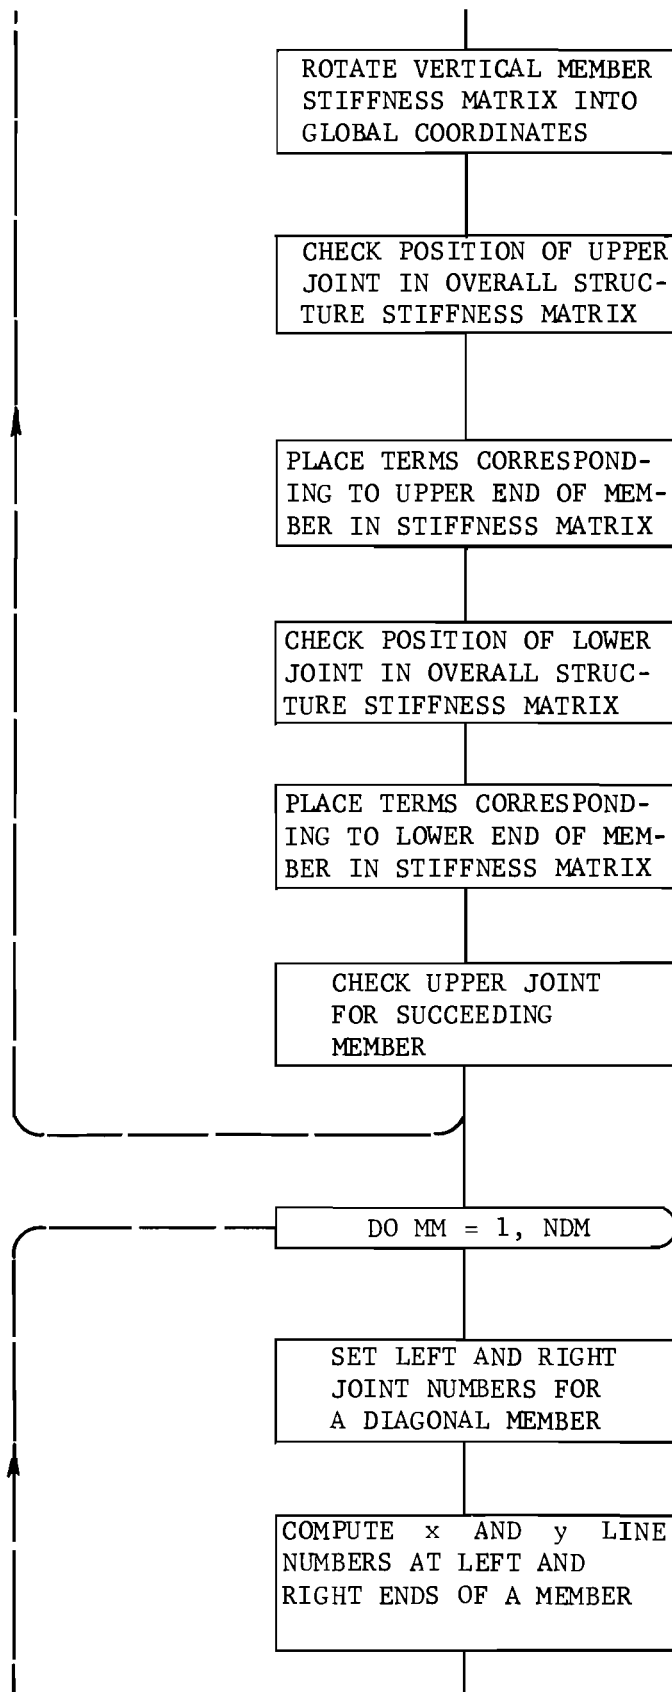 ROTATE VERTICAL MEMBER
STIFFNESS MATRIX INTO
GLOBAL COORDINATES
CHECK POSITION OF UPPER
JOINT IN OVERALL STRUC-
TURE STIFFNESS MATRIX
PLACE TERMS CORRESPOND-
ING TO UPPER END OF MEM-
BER IN STIFFNESS MATRIX
CHECK POSITION OF LOWER
JOINT IN OVERALL STRUC-
TURE STIFFNESS MATRIX
PLACE TERMS CORRESPOND-
ING TO LOWER END OF MEM-
BER IN STIFFNESS MATRIX
CHECK UPPER JOINT
FOR SUCCEEDING
MEMBER
DO MM = 1, NDM
SET LEFT AND RIGHT
JOINT NUMBERS FOR
A DIAGONAL MEMBER
COMPUTE x AND y LINE
NUMBERS AT LEFT AND
RIGHT ENDS OF A MEMBER